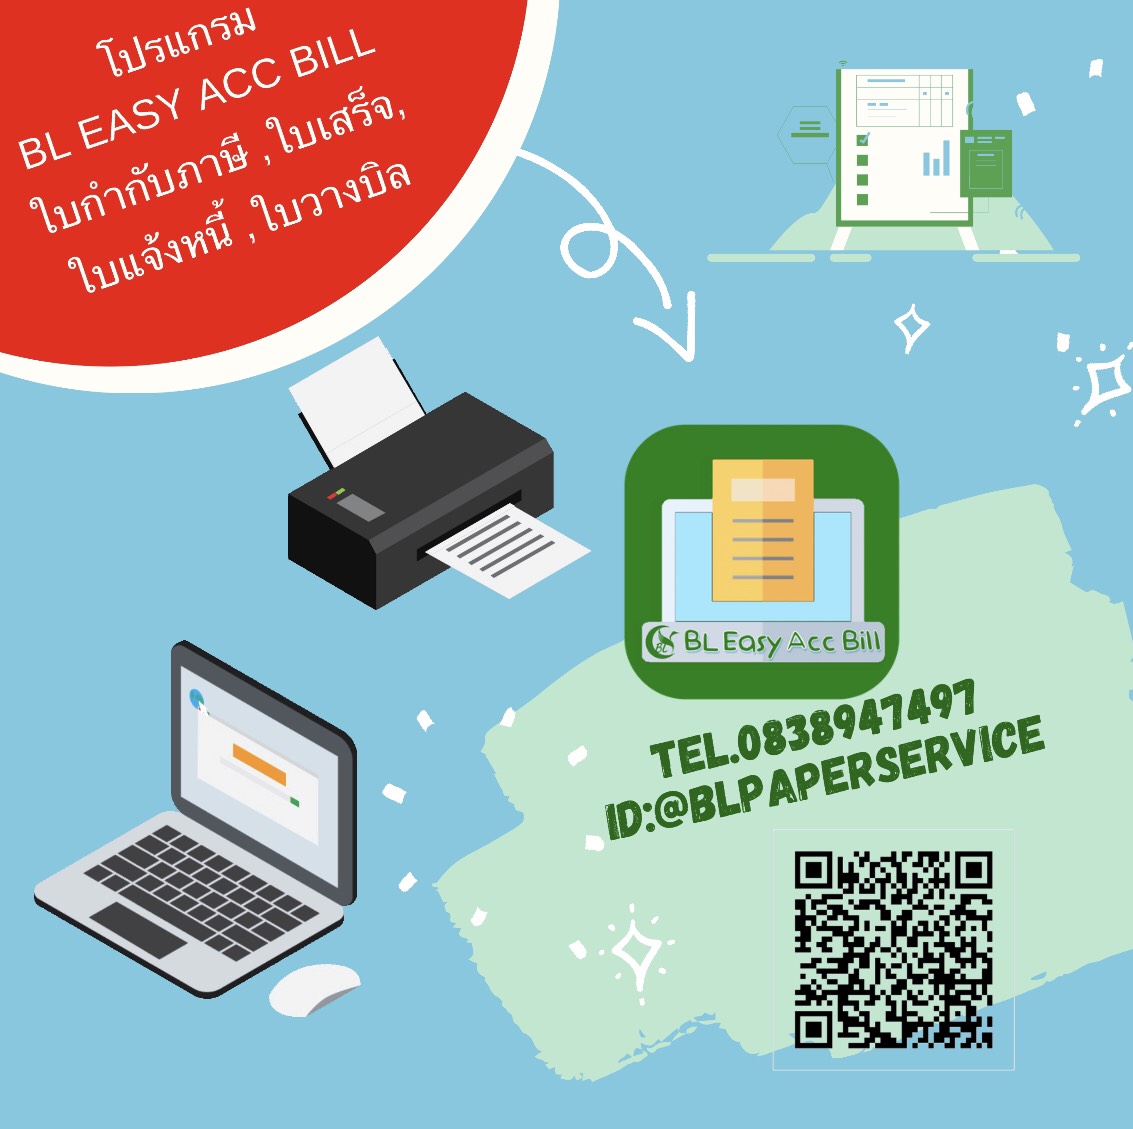 โปรแกรม
BL EASY ACC BILL
ใบกำกับภาษี ,ใบเสร็จ,
ใบแจ้งหนี้ ,ใบวางบิล
BL
BL Easy Acc Bill
TEL.0838947497
ID:@BLPAPERSERVICE